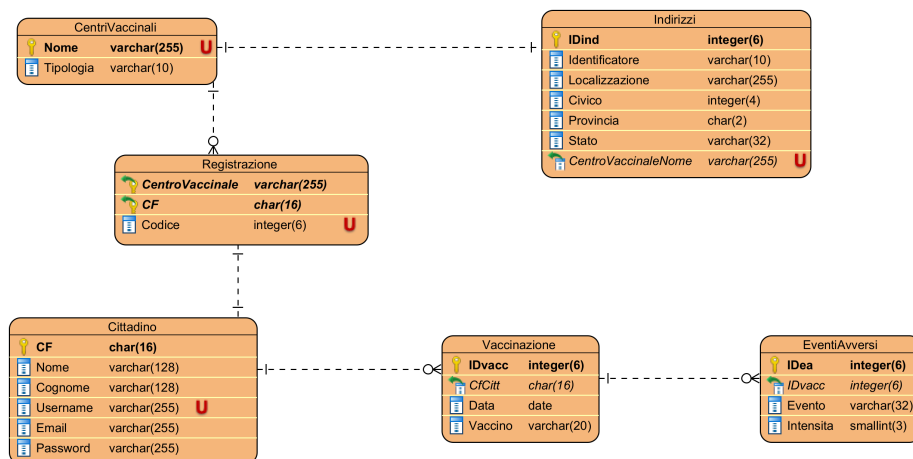 CentriVaccinali
Nome varchar(255) U
Tipologia varchar(10)
Indirizzi
IDind integer(6)
Identificatore varchar(10)
Localizzazione varchar(255)
Civico integer(4)
Provincia char(2)
Stato varchar(32)
CentroVaccinaleNome varchar(255) U
Registrazione
CentroVaccinale varchar(255)
CF char(16)
Codice integer(6) U
Cittadino
CF char(16)
Nome varchar(128)
Cognome varchar(128)
Username varchar(255) U
Email varchar(255)
Password varchar(255)
Vaccinazione
IDvacc integer(6)
CfCitt char(16)
Data date
Vaccino varchar(20)
EventiAvversi
IDea integer(6)
IDvacc integer(6)
Evento varchar(32)
Intensita smallint(3)